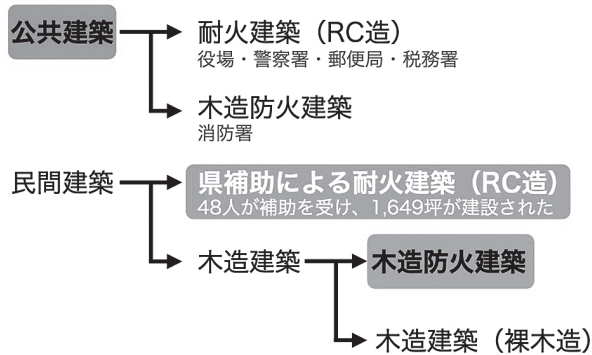 公共建築
耐火建築（RC造）
役場・警察署・郵便局・税務署
木造防火建築
消防署
民間建築
県補助による耐火建築（RC造）
48人が補助を受け、1,649坪が建設された
木造建築
木造防火建築
木造建築（裸木造）